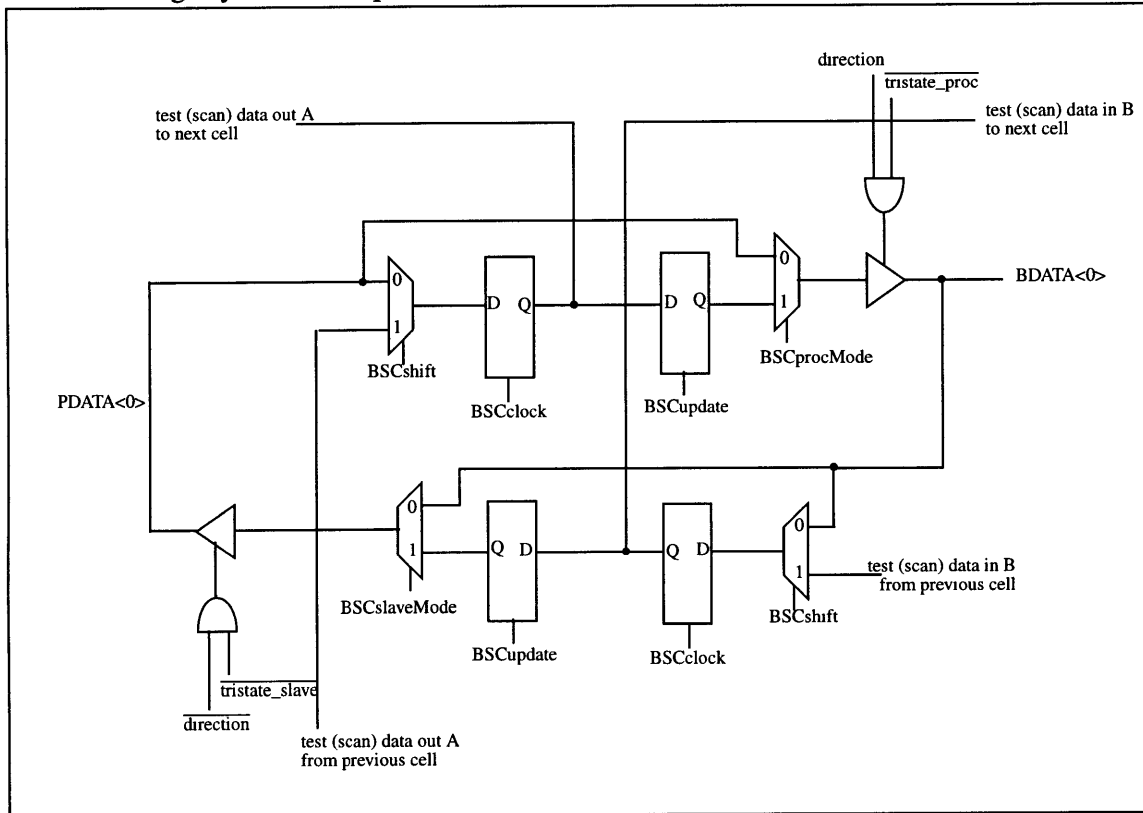 direction
tristate_proc
test (scan) data out A
to next cell
test (scan) data in B
to next cell
0
1
BSCshift
D Q
BSCclock
D Q
BSCupdate
0
1
BSCprocMode
BDATA<0>
PDATA<0>
0
1
BSCslaveMode
Q D
BSCupdate
Q D
BSCclock
0
1
BSCshift
test (scan) data in B
from previous cell
tristate_slave
direction
test (scan) data out A
from previous cell